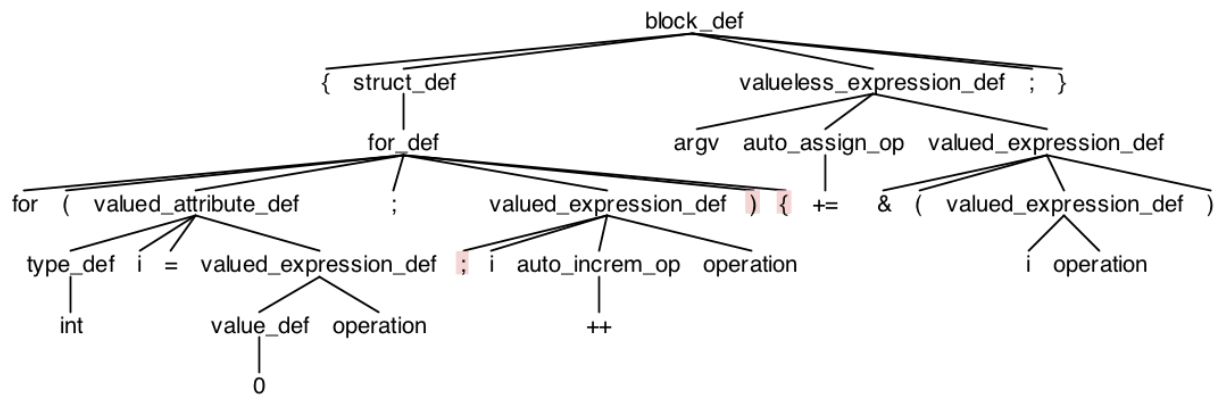 block_def
{ struct_def valueless_expression_def ; }
for_def argv auto_assign_op valued_expression_def
for ( valued_attribute_def ; valued_expression_def ) { += & ( valued_expression_def )
type_def i = valued_expression_def ; i auto_increm_op operation i operation
int value_def operation ++
0